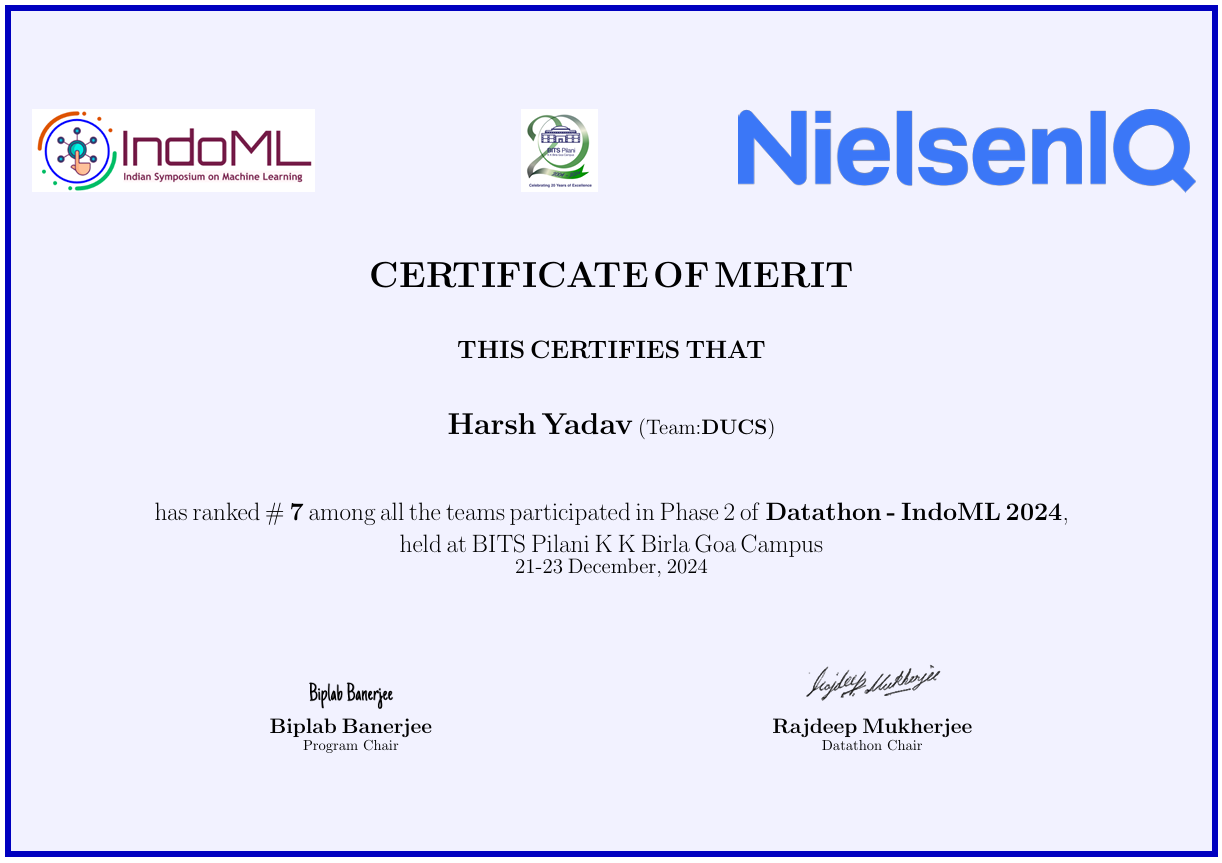 IndoML
Indian Symposium on Machine Learning
BITS Pilani
Celebrating 20 Years of Excellence
NielsenIQ
CERTIFICATE OF MERIT
THIS CERTIFIES THAT
Harsh Yadav (Team:DUCS)
has ranked # 7 among all the teams participated in Phase 2 of Datathon - IndoML 2024,
held at BITS Pilani K K Birla Goa Campus
21-23 December, 2024
Biplab Banerjee
Rajdeep Mukherjee
Biplab Banerjee
Rajdeep Mukherjee
Program Chair
Datathon Chair